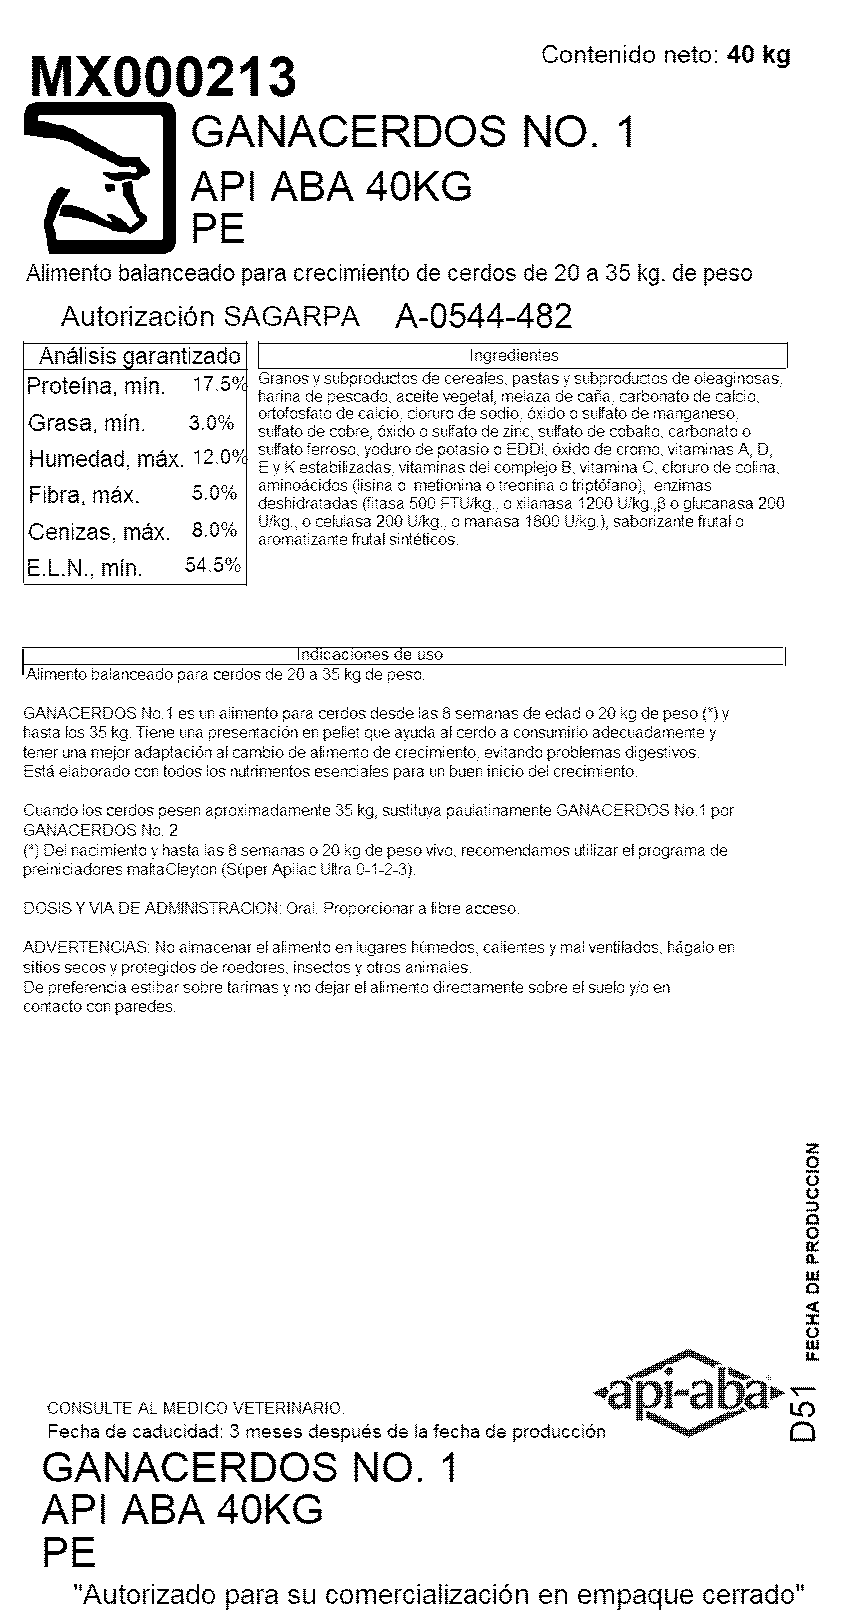 Contenido neto: 40 kg
MX000213
GANACERDOS NO. 1
API ABA 40KG
PE
Alimento balanceado para crecimiento de cerdos de 20 a 35 kg. de peso
Autorización SAGARPA A-0544-482
Análisis garantizado
Proteína, mín. 17.5%
Grasa, mín. 3.0%
Humedad, máx. 12.0%
Fibra, máx. 5.0%
Cenizas, máx. 8.0%
E.L.N., mín. 54.5%
Ingredientes
Granos y subproductos de cereales, pastas y subproductos de oleaginosas,
harina de pescado, aceite vegetal, melaza de caña, carbonato de calcio,
ortofosfato de calcio, cloruro de sodio, óxido o sulfato de manganeso,
sulfato de cobre, óxido o sulfato de zinc, sulfato de cobalto, carbonato o
sulfato ferroso, yoduro de potasio o EDDI, óxido de cromo, vitaminas A, D,
E y K estabilizadas, vitaminas del complejo B, vitamina C, cloruro de colina,
aminoácidos (lisina o metionina o treonina o triptófano), enzimas
deshidratadas (fitasa 500 FTU/kg., o xilanasa 1200 U/kg.,β o glucanasa 200
U/kg., o celulasa 200 U/kg., o manasa 1600 U/kg.), saborizante frutal o
aromatizante frutal sintéticos.
Indicaciones de uso
Alimento balanceado para cerdos de 20 a 35 kg de peso.
GANACERDOS No.1 es un alimento para cerdos desde las 8 semanas de edad o 20 kg de peso (*) y
hasta los 35 kg. Tiene una presentación en pellet que ayuda al cerdo a consumirlo adecuadamente y
tener una mejor adaptación al cambio de alimento de crecimiento, evitando problemas digestivos.
Está elaborado con todos los nutrimentos esenciales para un buen inicio del crecimiento.
Cuando los cerdos pesen aproximadamente 35 kg, sustituya paulatinamente GANACERDOS No.1 por
GANACERDOS No. 2
(*) Del nacimiento y hasta las 8 semanas o 20 kg de peso vivo, recomendamos utilizar el programa de
preiniciadores maltaCleyton (Súper Apilac Ultra 0-1-2-3).
DOSIS Y VIA DE ADMINISTRACION: Oral. Proporcionar a libre acceso.
ADVERTENCIAS: No almacenar el alimento en lugares húmedos, calientes y mal ventilados, hágalo en
sitios secos y protegidos de roedores, insectos y otros animales.
De preferencia estibar sobre tarimas y no dejar el alimento directamente sobre el suelo y/o en
contacto con paredes.
FECHA DE PRODUCCION
D51
api-aba
CONSULTE AL MEDICO VETERINARIO.
Fecha de caducidad: 3 meses después de la fecha de producción
GANACERDOS NO. 1
API ABA 40KG
PE
"Autorizado para su comercialización en empaque cerrado"